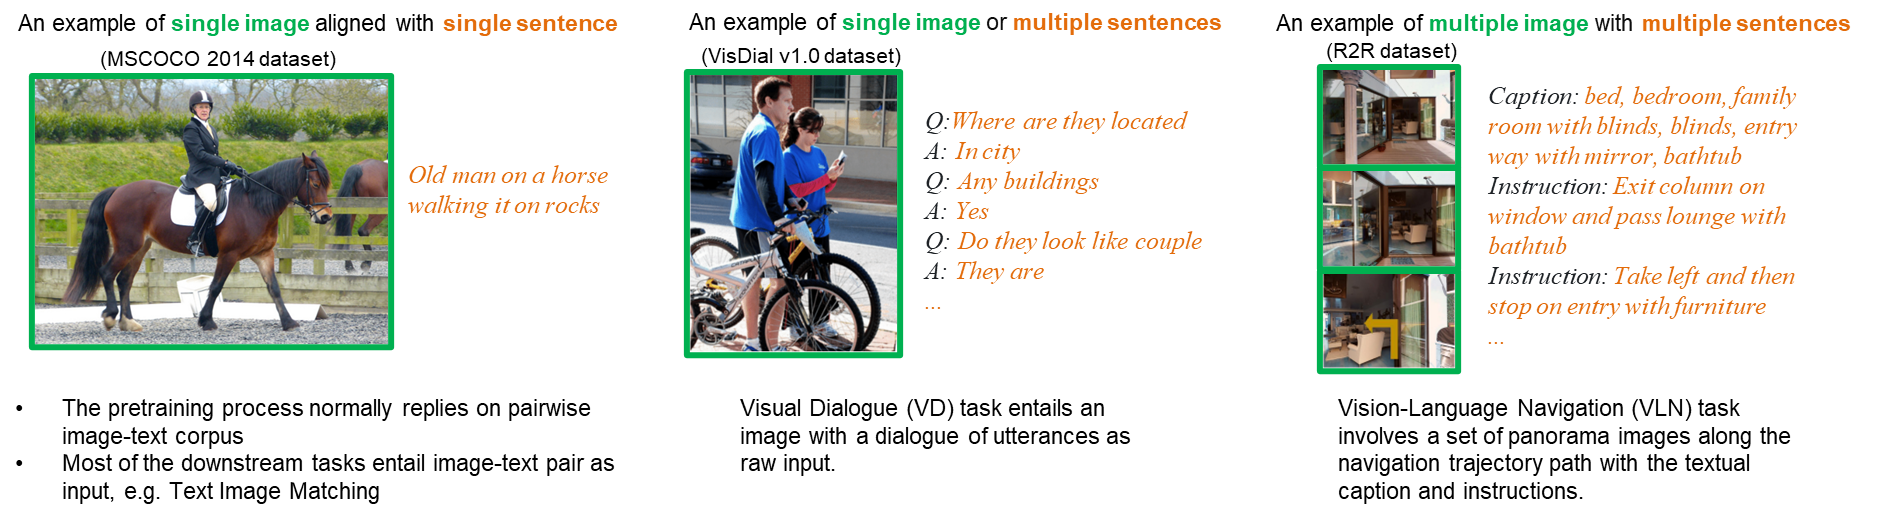 An example of single image aligned with single sentence
(MSCOCO 2014 dataset)
Old man on a horse
walking it on rocks
• The pretraining process normally replies on pairwise
image-text corpus
• Most of the downstream tasks entail image-text pair as
input, e.g. Text Image Matching
An example of single image or multiple sentences
(VisDial v1.0 dataset)
Q:Where are they located
A: In city
Q: Any buildings
A: Yes
Q: Do they look like couple
A: They are
...
Visual Dialogue (VD) task entails an
image with a dialogue of utterances as
raw input.
An example of multiple image with multiple sentences
(R2R dataset)
Caption: bed, bedroom, family
room with blinds, blinds, entry
way with mirror, bathtub
Instruction: Exit column on
window and pass lounge with
bathtub
Instruction: Take left and then
stop on entry with furniture
...
Vision-Language Navigation (VLN) task
involves a set of panorama images along the
navigation trajectory path with the textual
caption and instructions.